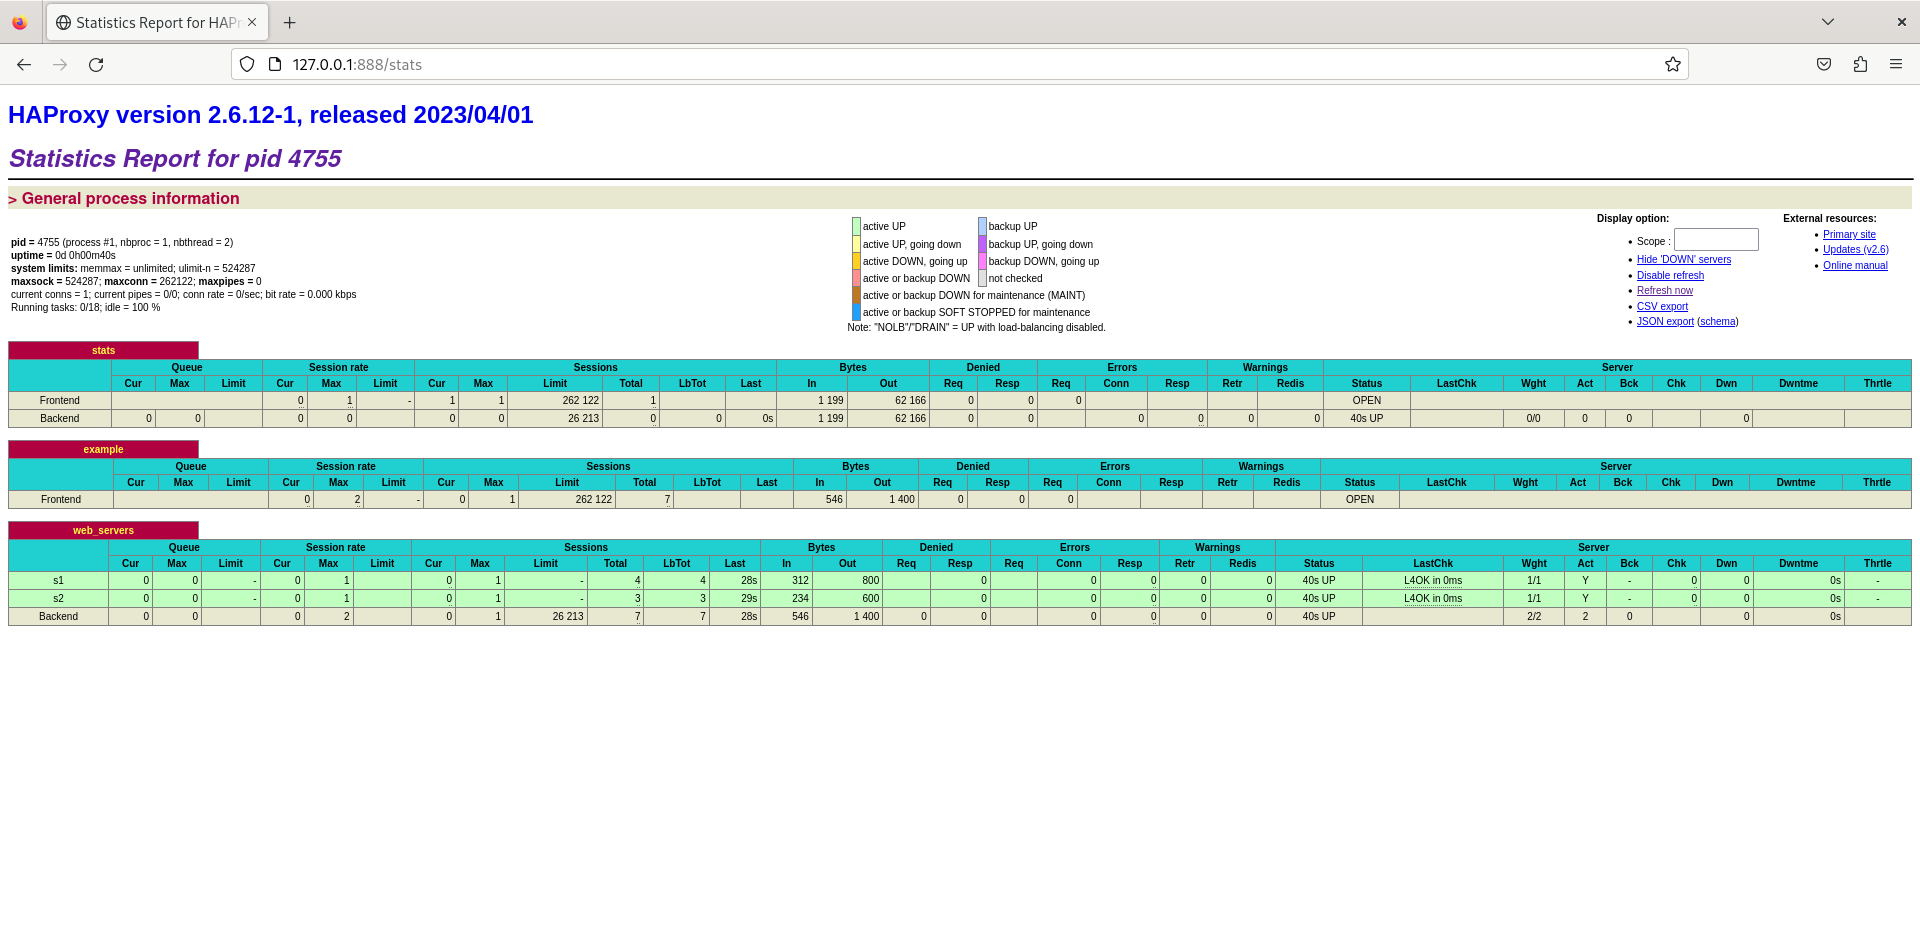 Statistics Report for HAP
127.0.0.1:888/stats
HAProxy version 2.6.12-1, released 2023/04/01
Statistics Report for pid 4755
> General process information
pid = 4755 (process #1, nbproc = 1, nbthread = 2)
uptime = 0d 0h00m40s
system limits: memmax = unlimited; ulimit-n = 524287
maxsock = 524287; maxconn = 262122; maxpipes = 0
current conns = 1; current pipes = 0/0; conn rate = 0/sec; bit rate = 0.000 kbps
Running tasks: 0/18; idle = 100 %
active UP backup UP
active UP, going down backup UP, going down
active DOWN, going up backup DOWN, going up
active or backup DOWN not checked
active or backup DOWN for maintenance (MAINT)
active or backup SOFT STOPPED for maintenance
Note: "NOLB"/"DRAIN" = UP with load-balancing disabled.
Display option:
• Scope :
• Hide 'DOWN' servers
• Disable refresh
• Refresh now
• CSV export
• JSON export (schema)
External resources:
• Primary site
• Updates (v2.6)
• Online manual
stats
Queue Session rate Sessions Bytes Denied Errors Warnings Server
Cur Max Limit Cur Max Limit Cur Max Limit Total LbTot Last In Out Req Resp Req Conn Resp Retr Redis Status LastChk Wght Act Bck Chk Dwn Dwntme Thrtle
Frontend 0 1 - 1 1 262 122 1 1 199 62 166 0 0 0 OPEN
Backend 0 0 0 0 0 0 26 213 0 0 0s 1 199 62 166 0 0 0 0 0 0 40s UP 0/0 0 0 0
example
Queue Session rate Sessions Bytes Denied Errors Warnings Server
Cur Max Limit Cur Max Limit Cur Max Limit Total LbTot Last In Out Req Resp Req Conn Resp Retr Redis Status LastChk Wght Act Bck Chk Dwn Dwntme Thrtle
Frontend 0 2 - 0 1 262 122 7 546 1 400 0 0 0 OPEN
web_servers
Queue Session rate Sessions Bytes Denied Errors Warnings Server
Cur Max Limit Cur Max Limit Cur Max Limit Total LbTot Last In Out Req Resp Req Conn Resp Retr Redis Status LastChk Wght Act Bck Chk Dwn Dwntme Thrtle
s1 0 0 - 0 1 0 1 - 4 4 28s 312 800 0 0 0 0 0 40s UP L4OK in 0ms 1/1 Y - 0 0 0s -
s2 0 0 - 0 1 0 1 - 3 3 29s 234 600 0 0 0 0 0 40s UP L4OK in 0ms 1/1 Y - 0 0 0s -
Backend 0 0 0 2 0 1 26 213 7 7 28s 546 1 400 0 0 0 0 0 0 40s UP 2/2 2 0 0 0s